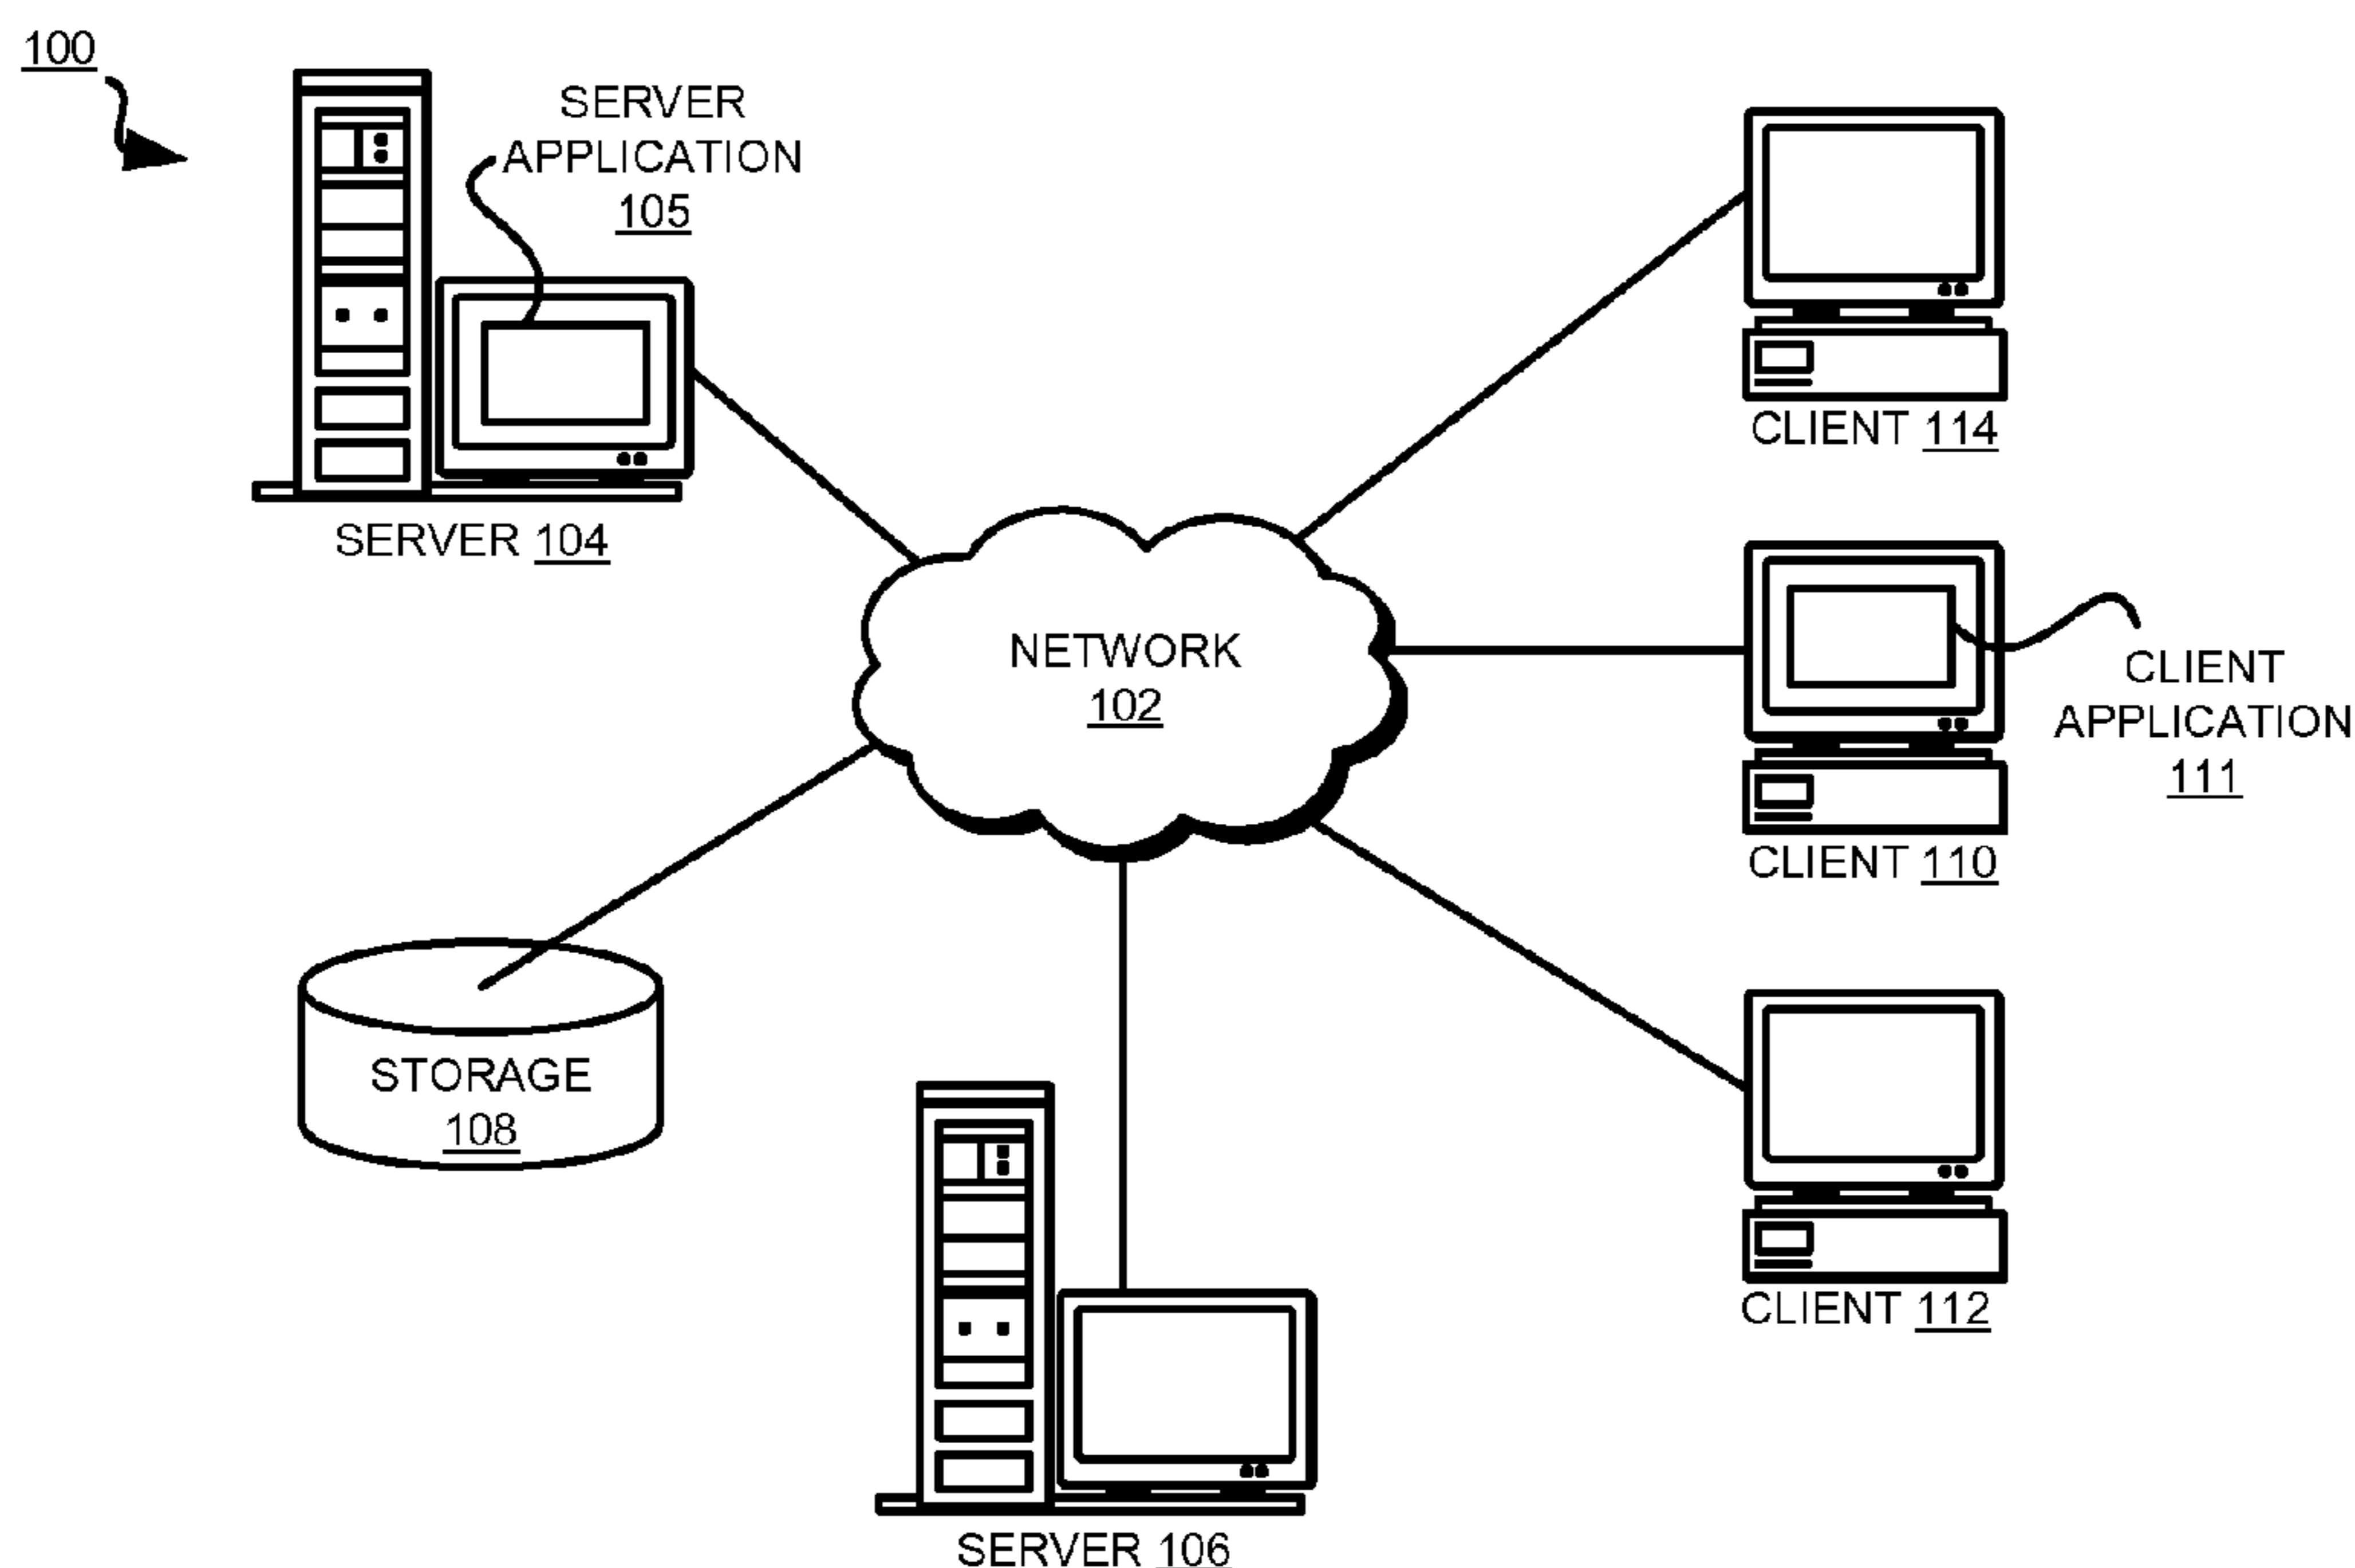 100
SERVER
APPLICATION
105
SERVER 104
CLIENT 114
NETWORK
102
CLIENT
APPLICATION
111
CLIENT 110
STORAGE
108
CLIENT 112
SERVER 106